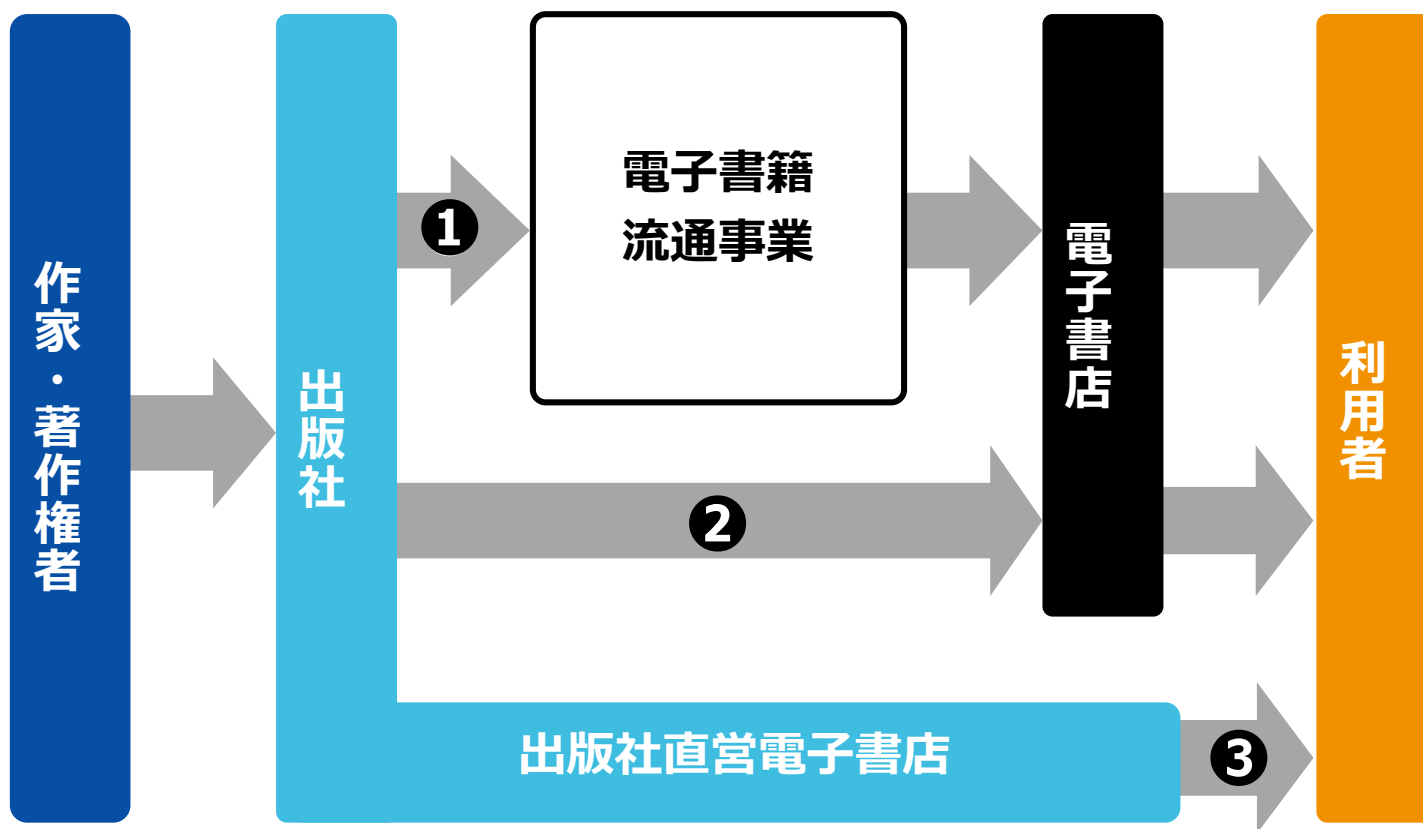 作家・著作権者
出版社
❶
電子書籍
流通事業
電子書店
利用者
❷
出版社直営電子書店
❸